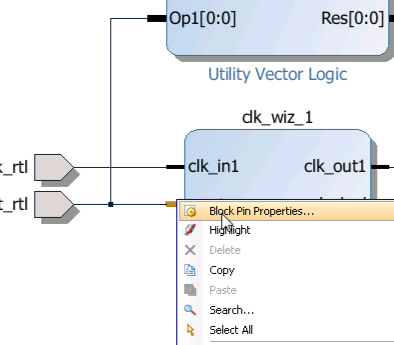 Op1[0:0] Res[0:0]
Utility Vector Logic
clk_wiz_1
k_rtl clk_in1 clk_out1
t_rtl
Block Pin Properties...
Highlight
Delete
Copy
Paste
Search...
Select All